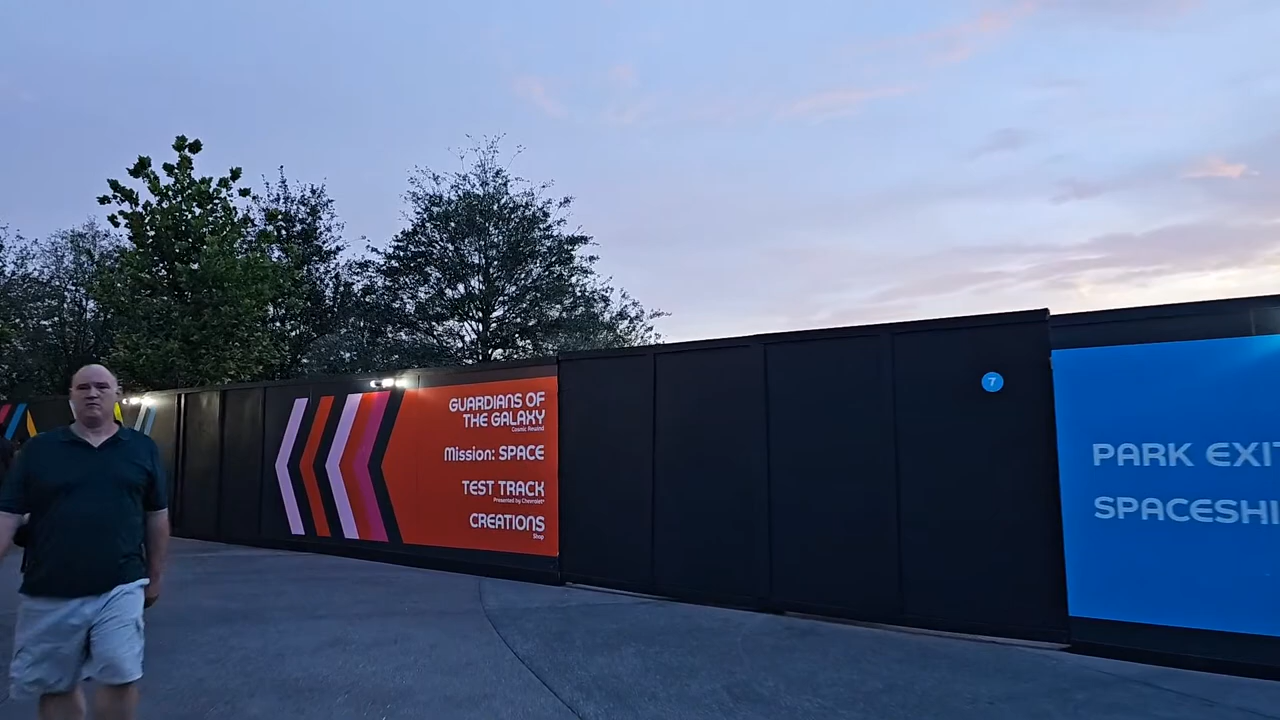 GUARDIANS OF
THE GALAXY
Cosmic Rewind
Mission: SPACE
TEST TRACK
Presented by Chevrolet
CREATIONS
Shop
7
PARK EXIT
SPACESHI